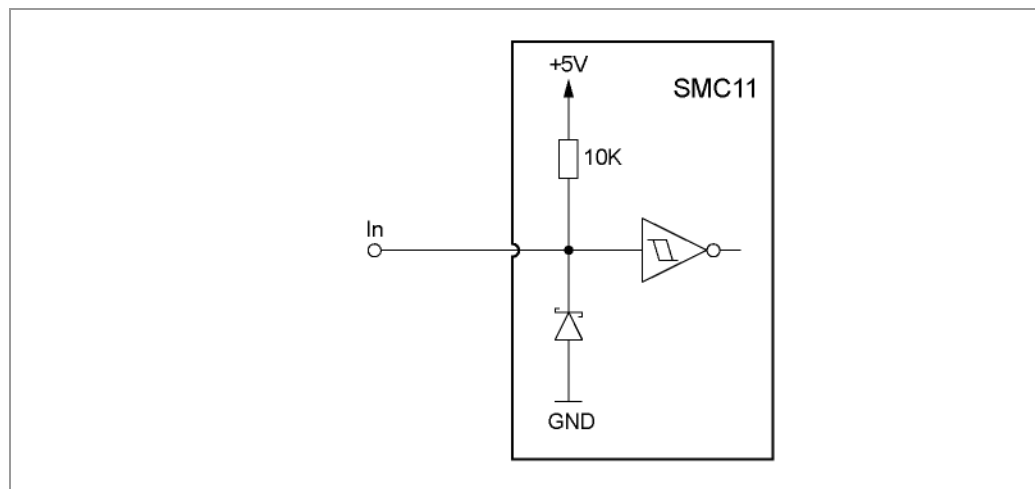 +5V
SMC11
10K
In
GND